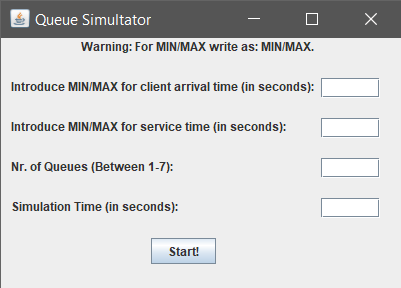 Queue Simultator
Warning: For MIN/MAX write as: MIN/MAX.
Introduce MIN/MAX for client arrival time (in seconds):
Introduce MIN/MAX for service time (in seconds):
Nr. of Queues (Between 1-7):
Simulation Time (in seconds):
Start!